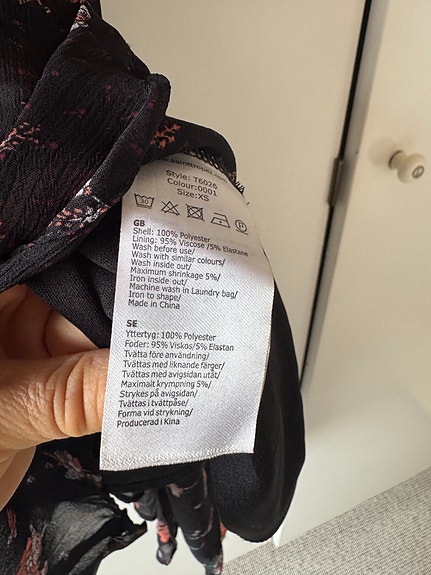 Style: T6026
Colour:0001
Size:XS
30
P
GB
Shell: 100% Polyester
Lining: 95% Viscose /5% Elastane
Wash before use/
Wash with similar colours/
Wash inside out/
Maximum shrinkage 5%/
Iron inside out/
Machine wash in Laundry bag/
Iron to shape/
Made in China
SE
Yttertyg: 100% Polyester
Foder: 95% Viskos/5% Elastan
Tvätta före användning/
Tvättas med liknande färger/
Tvättas med avigsidan utåt/
Maximalt krympning 5%/
Strykes på avigsidan/
Tvättas i tvättpåse/
Forma vid strykning/
Producerad i Kina